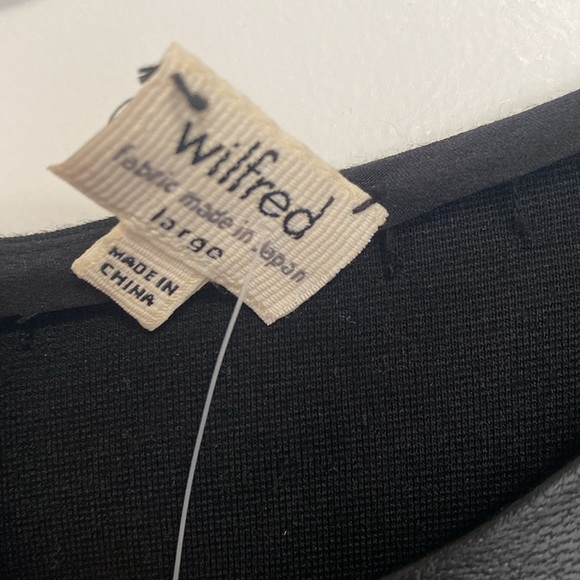 wilfred
fabric made in Japan
large
MADE IN
CHINA